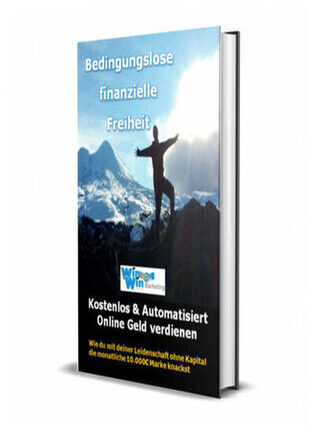 Bedingungslose
finanzielle
Freiheit
Win
Win
Marketing
Kostenlos & Automatisiert
Online Geld verdienen
Wie du mit deiner Leidenschaft ohne Kapital
die monatliche 10.000€ Marke knackst